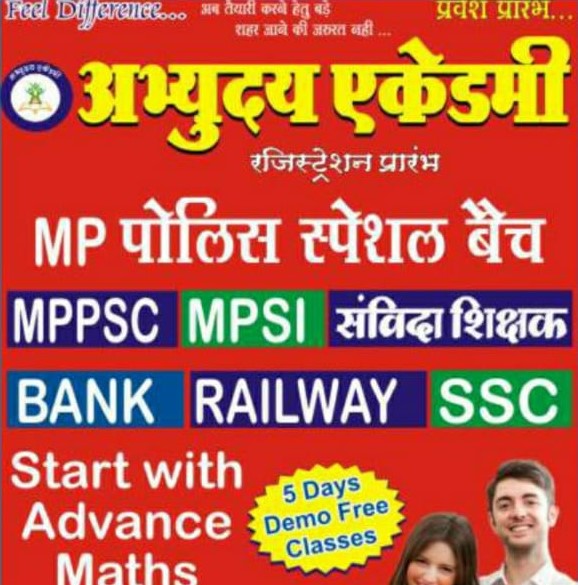 Feel Difference... अब तैयारी करने हेतु बड़े प्रवेश प्रारंभ...
शहर जाने की जरुरत नहीं ...
अभ्युदय एकेडमी
रजिस्ट्रेशन प्रारंभ
MP पोलिस स्पेशल बैच
MPPSC MPSI संविदा शिक्षक
BANK RAILWAY SSC
Start with
Advance
Maths
5 Days
Demo Free
Classes